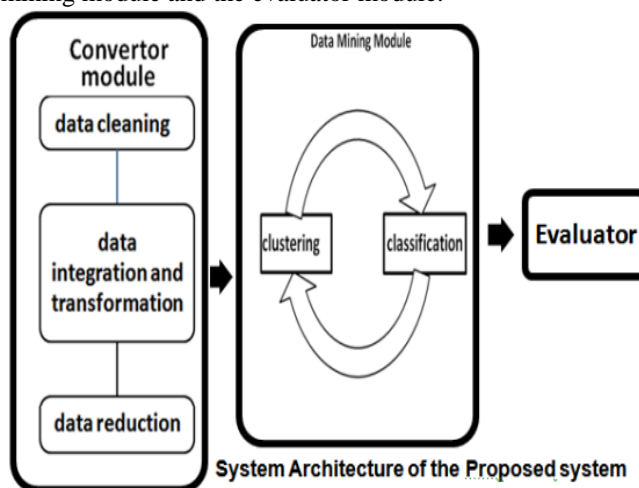 mining module and the evaluator module.
Convertor
module
data cleaning
data
integration and
transformation
data reduction
Data Mining Module
clustering
classification
Evaluator
System Architecture of the Proposed system